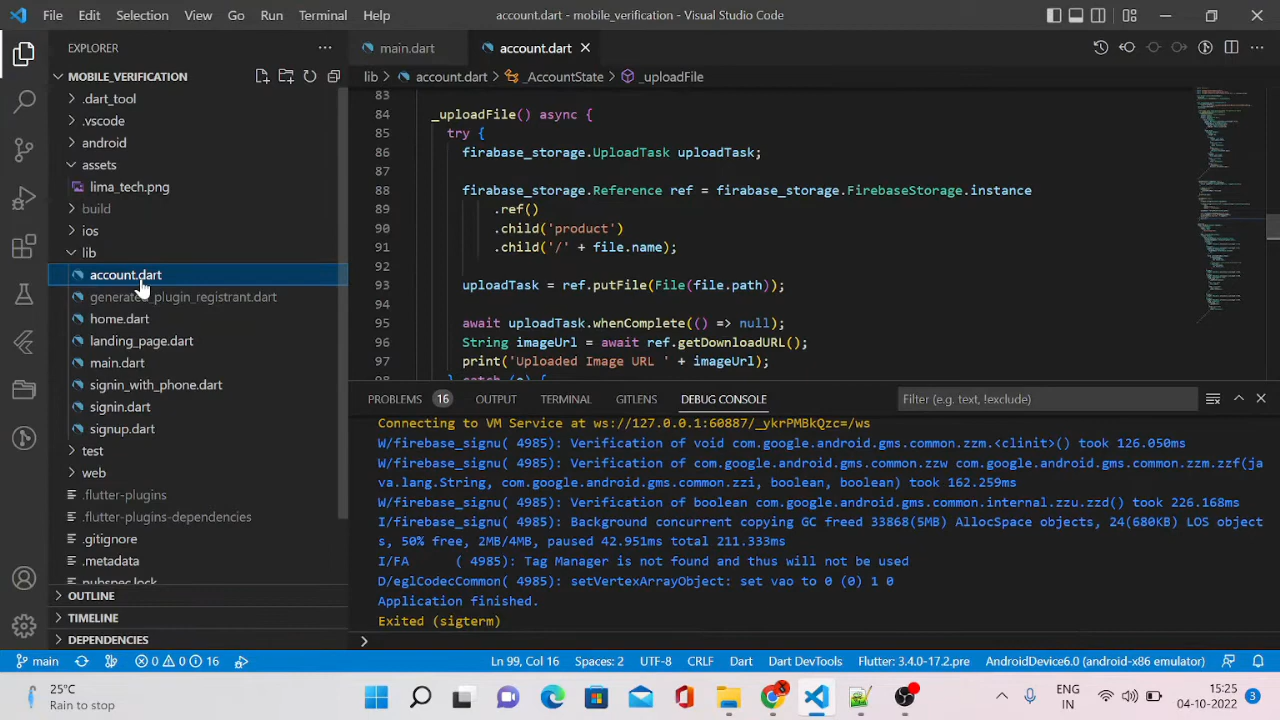 File Edit Selection View Go Run Terminal Help
account.dart - mobile_verification - Visual Studio Code
EXPLORER
MOBILE_VERIFICATION
.dart_tool
.vscode
android
assets
lima_tech.png
build
ios
lib
account.dart
generated_plugin_registrant.dart
home.dart
landing_page.dart
main.dart
signin_with_phone.dart
signin.dart
signup.dart
test
web
.flutter-plugins
.flutter-plugins-dependencies
.gitignore
.metadata
pubspec.lock
OUTLINE
TIMELINE
DEPENDENCIES
main.dart account.dart
lib > account.dart > _AccountState > _uploadFile
83
84 _uploadFile() async {
85 try {
86 firabase_storage.UploadTask uploadTask;
87
88 firabase_storage.Reference ref = firabase_storage.FirebaseStorage.instance
89 .ref()
90 .child('product')
91 .child('/' + file.name);
92
93 uploadTask = ref.putFile(File(file.path));
94
95 await uploadTask.whenComplete(() => null);
96 String imageUrl = await ref.getDownloadURL();
97 print('Uploaded Image URL ' + imageUrl);
98 } catch (e) {
PROBLEMS 16 OUTPUT TERMINAL GITLENS DEBUG CONSOLE Filter (e.g. text, !exclude)
Connecting to VM Service at ws://127.0.0.1:60887/_ykrPMBkQzc=/ws
W/firebase_signu( 4985): Verification of void com.google.android.gms.common.zzm.<clinit>() took 126.050ms
W/firebase_signu( 4985): Verification of com.google.android.gms.common.zzw com.google.android.gms.common.zzm.zzf(ja
va.lang.String, com.google.android.gms.common.zzi, boolean, boolean) took 162.259ms
W/firebase_signu( 4985): Verification of boolean com.google.android.gms.common.internal.zzu.zzd() took 226.168ms
I/firebase_signu( 4985): Background concurrent copying GC freed 33868(5MB) AllocSpace objects, 24(680KB) LOS object
s, 50% free, 2MB/4MB, paused 42.951ms total 211.333ms
I/FA ( 4985): Tag Manager is not found and thus will not be used
D/eglCodecCommon( 4985): setVertexArrayObject: set vao to 0 (0) 1 0
Application finished.
Exited (sigterm)
main 0 0 16 Ln 99, Col 16 Spaces: 2 UTF-8 CRLF Dart Dart DevTools Flutter: 3.4.0-17.2.pre AndroidDevice6.0 (android-x86 emulator)
25°C
Rain to stop
ENG
IN
15:25
04-10-2022
3